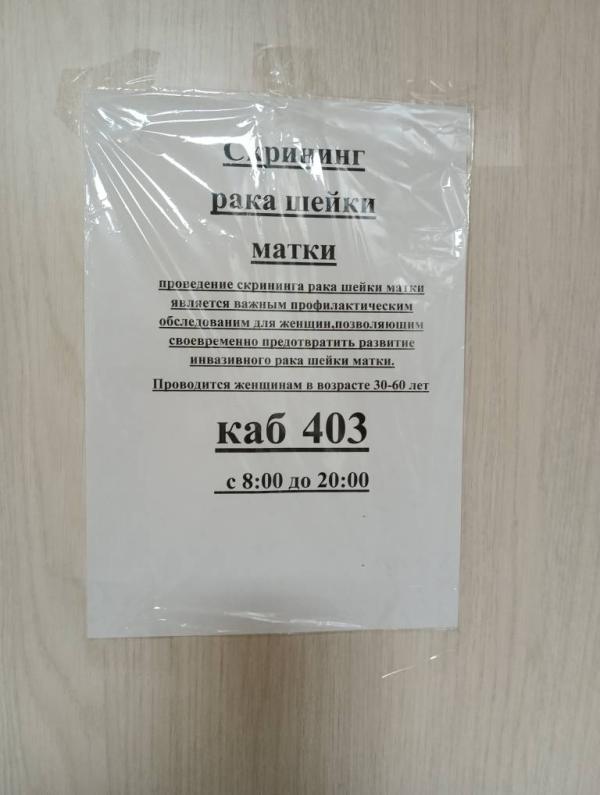 Скрининг
рака шейки
матки
проведение скрининга рака шейки матки
является важным профилактическим
обследованим для женщин,позволяющим
своевременно предотвратить развитие
инвазивного рака шейки матки.
Проводится женщинам в возрасте 30-60 лет
каб 403
с 8:00 до 20:00